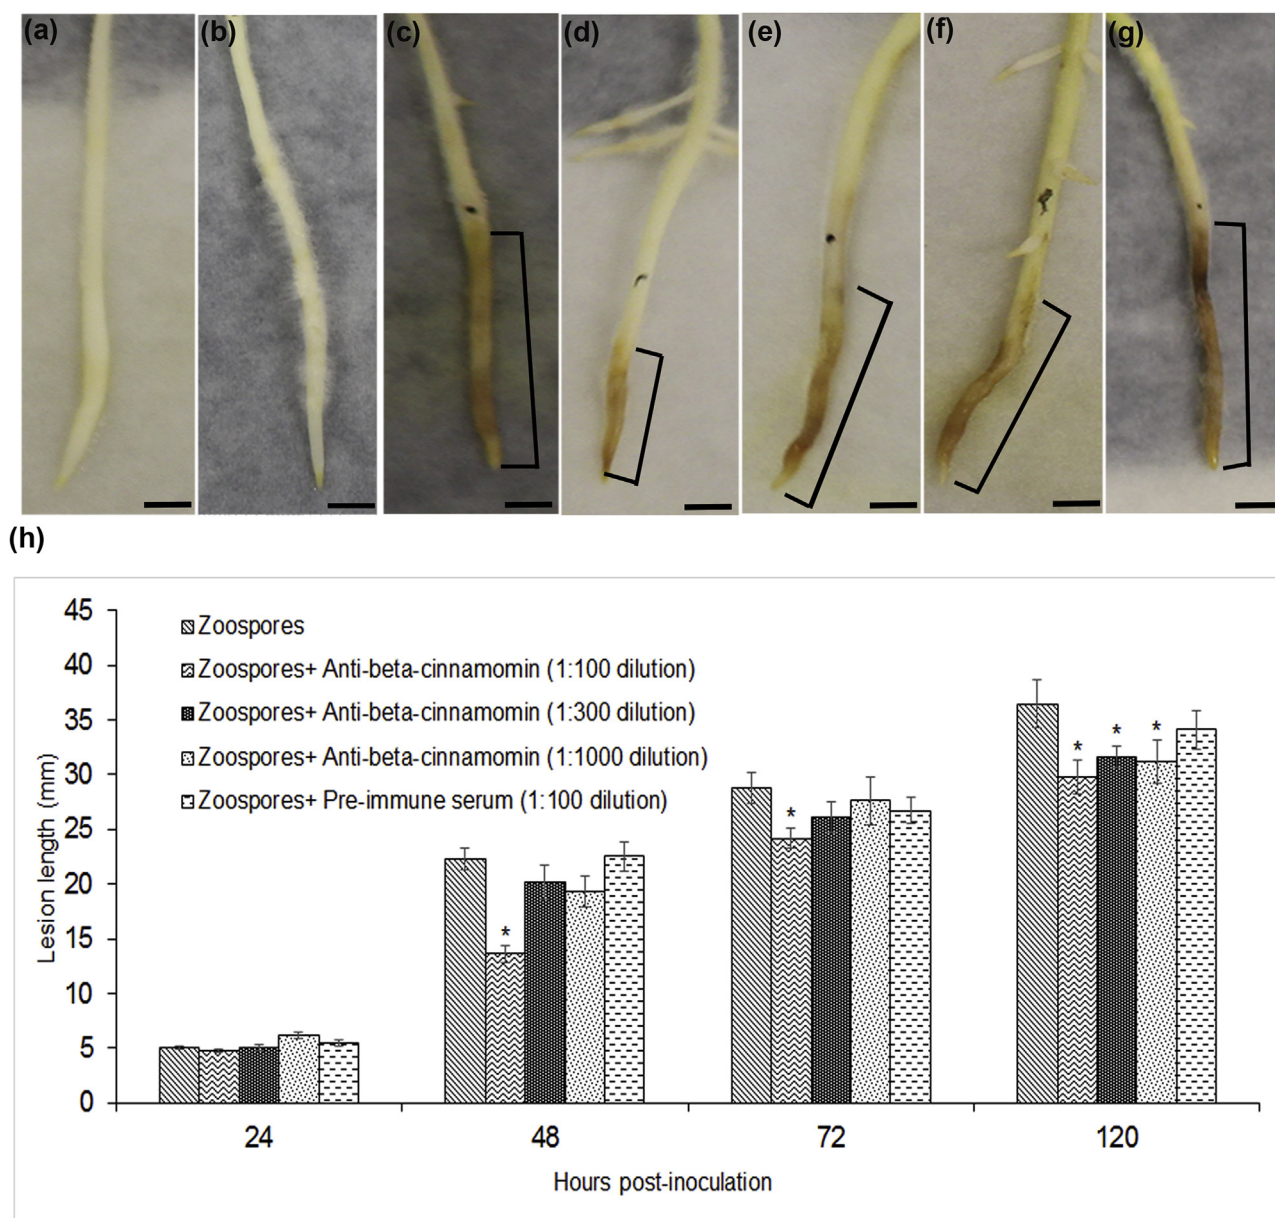 (a) (b) (c) (d) (e) (f) (g)
(h)
45
40
35
30
25
20
15
10
5
0
Lesion length (mm)
Zoospores
Zoospores+ Anti-beta-cinnamomin (1:100 dilution)
Zoospores+ Anti-beta-cinnamomin (1:300 dilution)
Zoospores+ Anti-beta-cinnamomin (1:1000 dilution)
Zoospores+ Pre-immune serum (1:100 dilution)
*
*
* * *
24 48 72 120
Hours post-inoculation